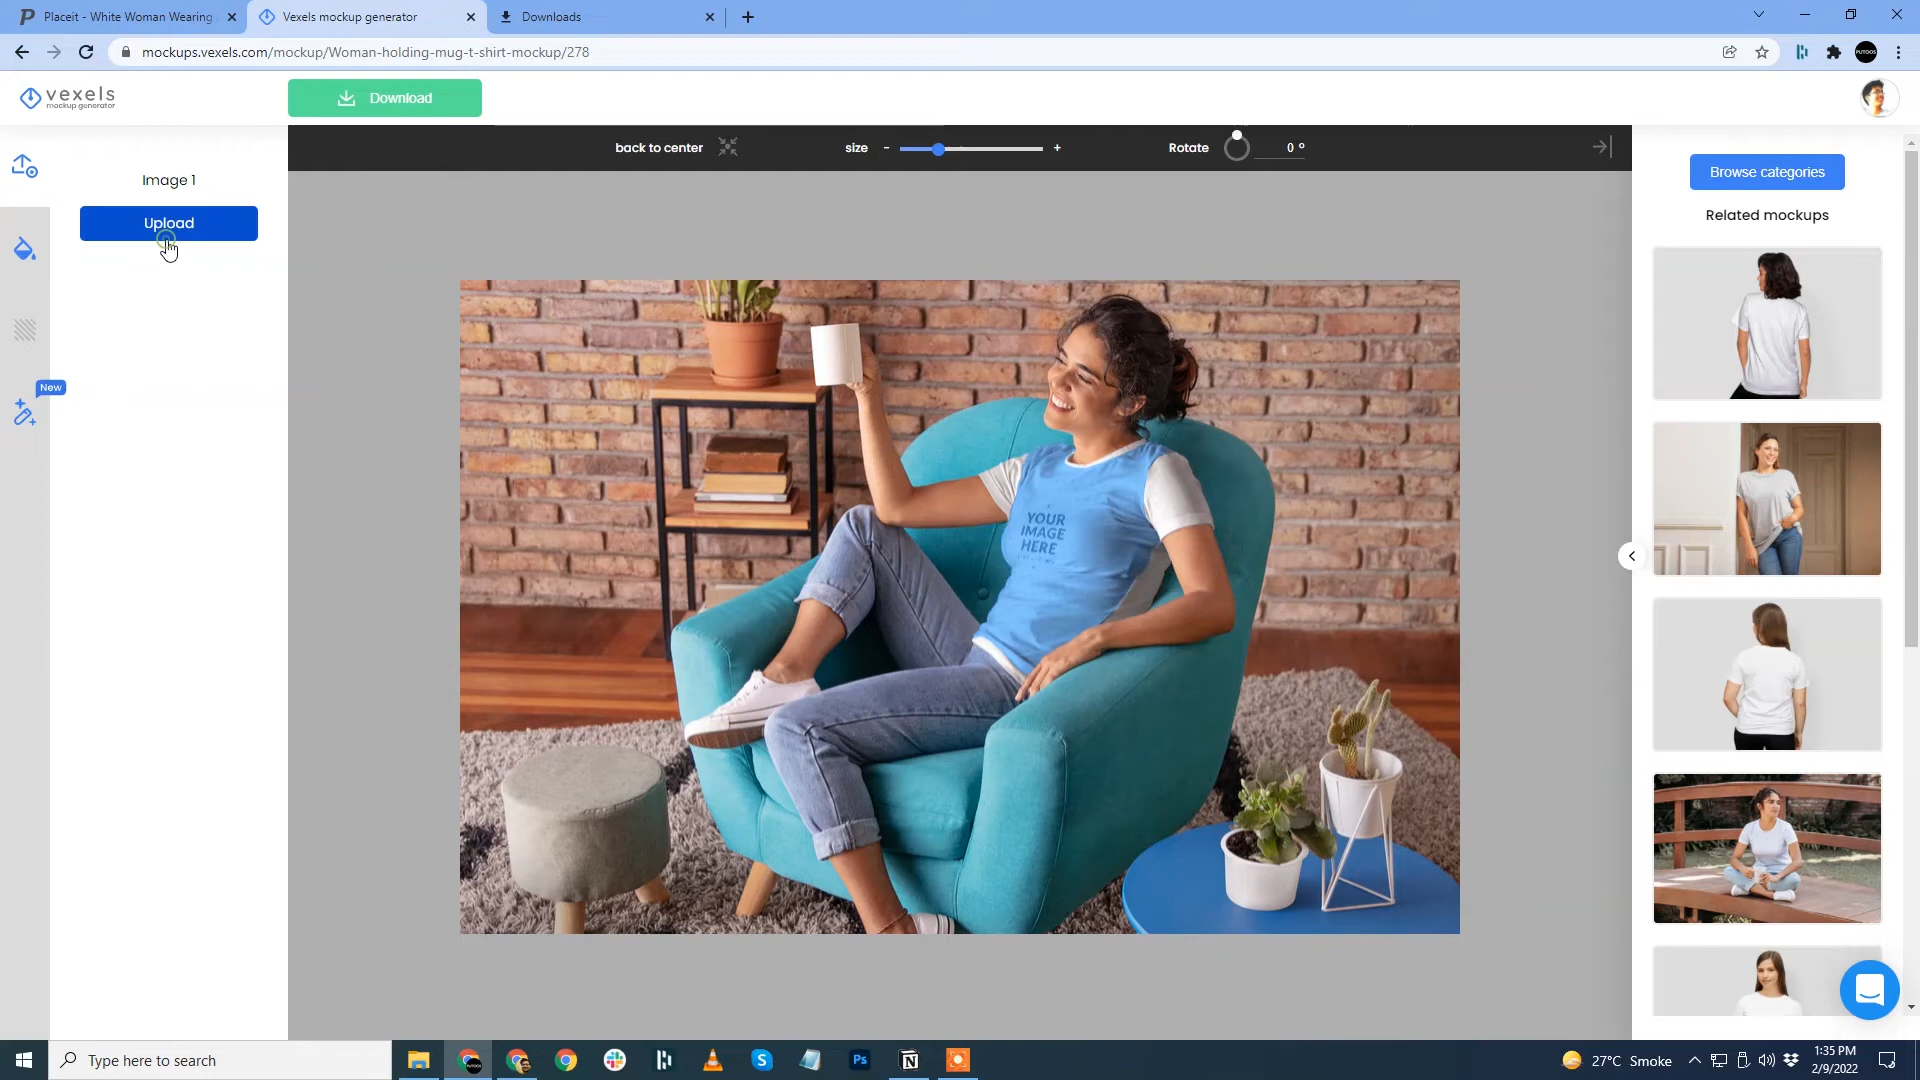 Placeit - White Woman Wearing
Vexels mockup generator
Downloads
mockups.vexels.com/mockup/Woman-holding-mug-t-shirt-mockup/278
PUTOOS
vexels
mockup generator
Download
back to center
size
-
+
Rotate
0 º
Image 1
Upload
New
YOUR
IMAGE
HERE
Browse categories
Related mockups
Type here to search
Ps
27°C Smoke
1:35 PM
2/9/2022